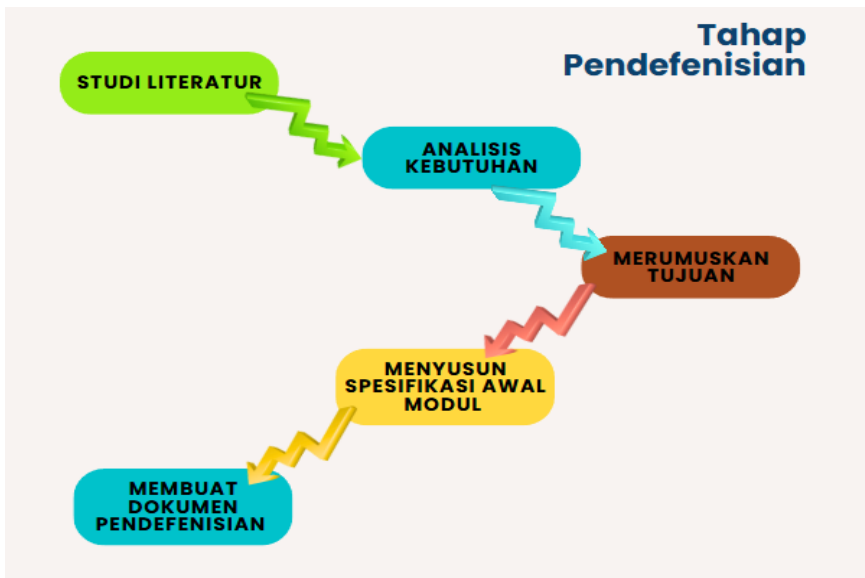 Tahap
Pendefenisian
STUDI LITERATUR
ANALISIS
KEBUTUHAN
MERUMUSKAN
TUJUAN
MENYUSUN
SPESIFIKASI AWAL
MODUL
MEMBUAT
DOKUMEN
PENDEFENISIAN